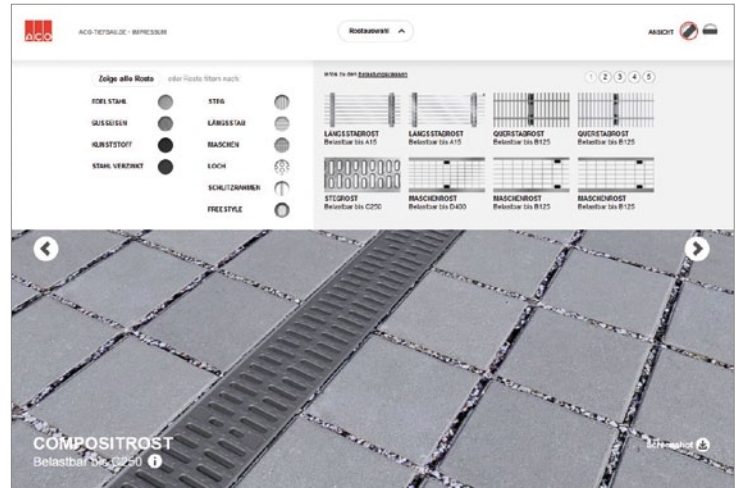 ACO
ACO-TIEFBAU.DE • IMPRESSUM
Rostauswahl
ANSICHT
Zeige alle Roste oder Roste filtern nach:
EDELSTAHL
GUSSEISEN
KUNSTSTOFF
STAHL VERZINKT
STEG
LÄNGSSTAB
MASCHEN
LOCH
SCHLITZRAHMEN
FREESTYLE
Infos zu den Belastungsklassen
1 2 3 4 5
LÄNGSSTABROST
Belastbar bis A15
LÄNGSSTABROST
Belastbar bis A15
QUERSTABROST
Belastbar bis B125
QUERSTABROST
Belastbar bis B125
STEGROST
Belastbar bis C250
MASCHENROST
Belastbar bis D400
MASCHENROST
Belastbar bis B125
MASCHENROST
Belastbar bis B125
COMPOSITROST
Belastbar bis C250 i
Screenshot